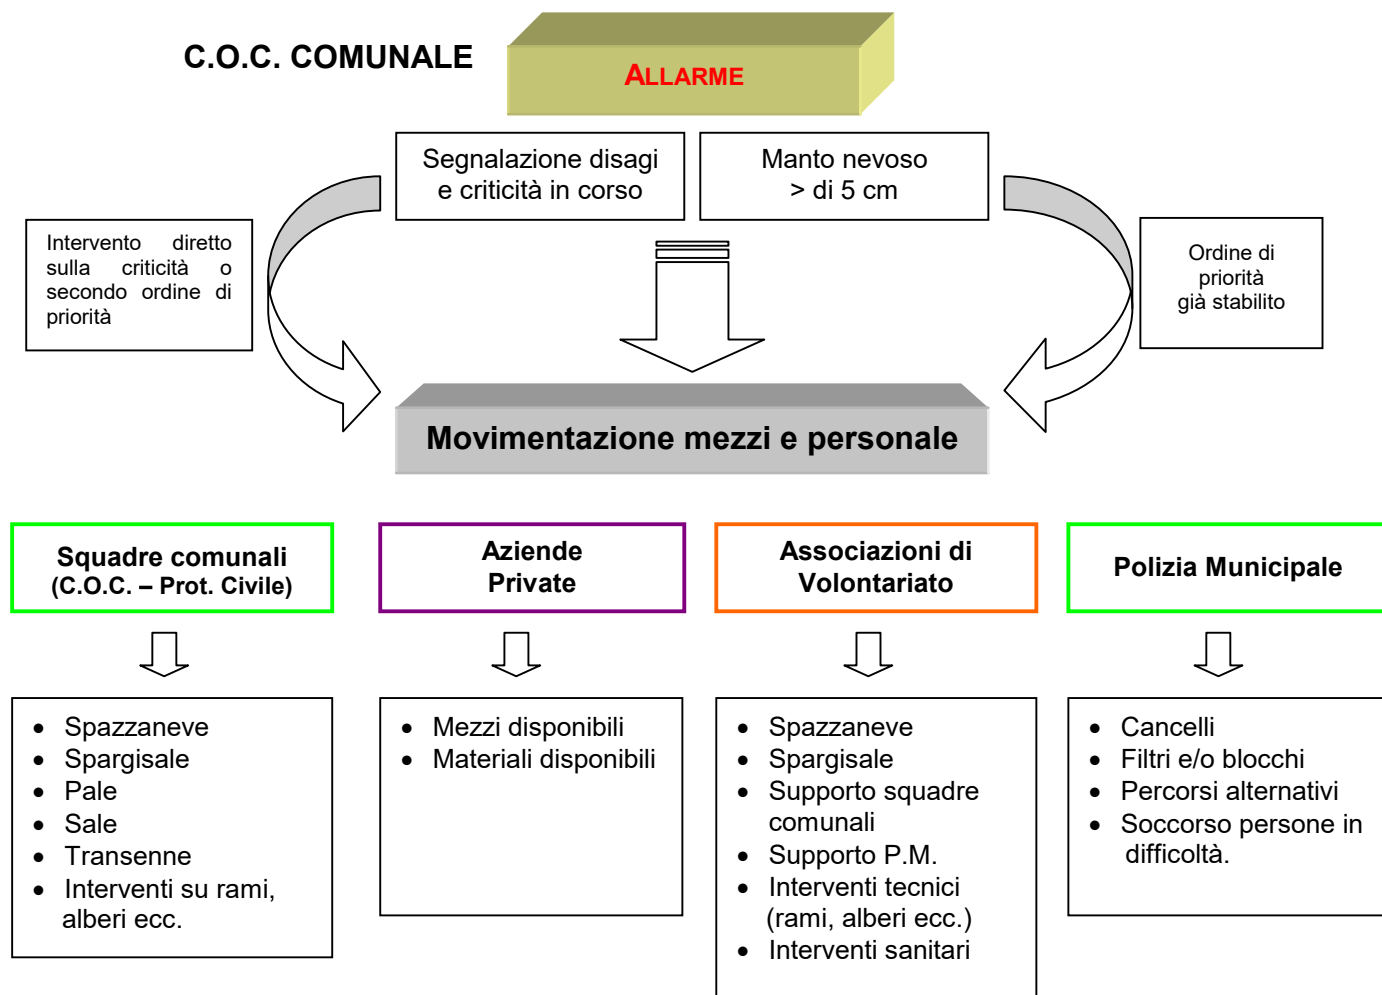 C.O.C. COMUNALE
ALLARME
Segnalazione disagi
e criticità in corso
Manto nevoso
> di 5 cm
Intervento diretto
sulla criticità o
secondo ordine di
priorità
Ordine di
priorità
già stabilito
Movimentazione mezzi e personale
Squadre comunali
(C.O.C. – Prot. Civile)
Aziende
Private
Associazioni di
Volontariato
Polizia Municipale
• Spazzaneve
• Spargisale
• Pale
• Sale
• Transenne
• Interventi su rami,
alberi ecc.
• Mezzi disponibili
• Materiali disponibili
• Spazzaneve
• Spargisale
• Supporto squadre
comunali
• Supporto P.M.
• Interventi tecnici
(rami, alberi ecc.)
• Interventi sanitari
• Cancelli
• Filtri e/o blocchi
• Percorsi alternativi
• Soccorso persone in
difficoltà.